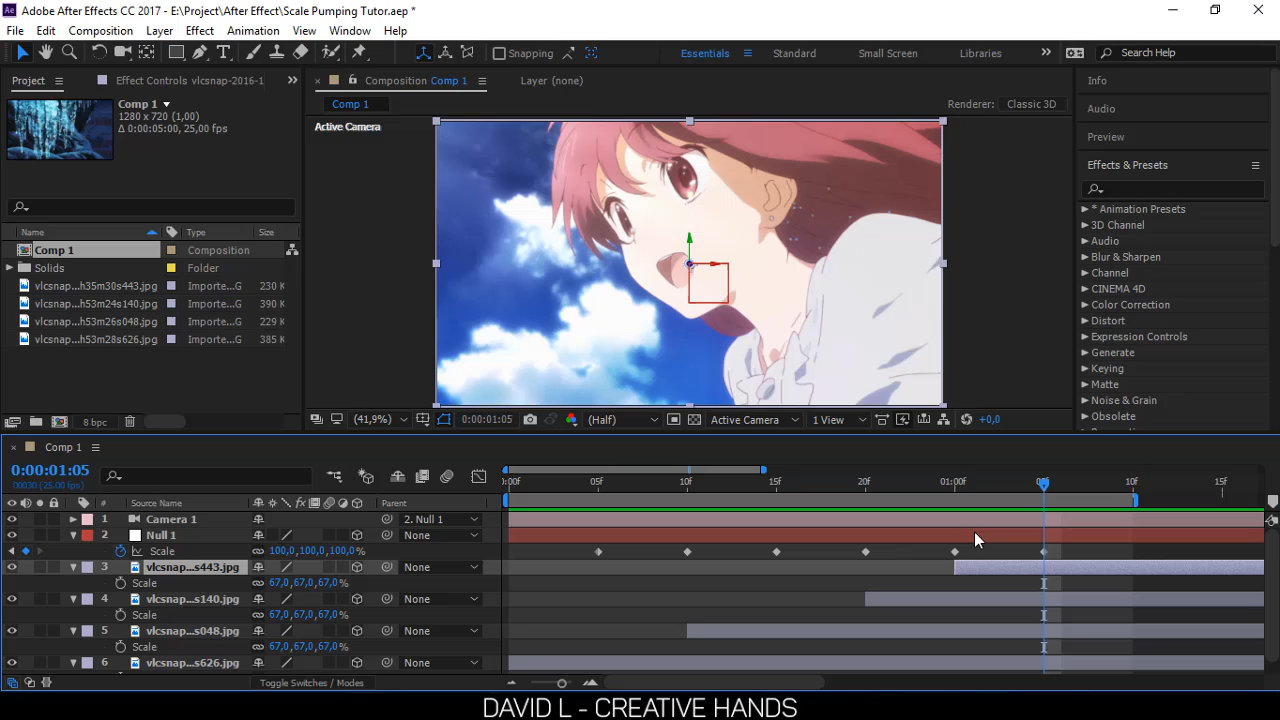 Adobe After Effects CC 2017 - E:\Project\After Effect\Scale Pumping Tutor.aep *
File Edit Composition Layer Effect Animation View Window Help
Snapping Essentials Standard Small Screen Libraries Search Help
Project Effect Controls vlcsnap-2016-1 Composition Comp 1 Layer (none) Info
Comp 1
1280 x 720 (1,00)
Δ 0:00:05:00, 25,00 fps
Comp 1 Renderer: Classic 3D
Active Camera
Audio
Preview
Effects & Presets
Name Type Size
Comp 1 Composition
Solids Folder
vlcsnap...h35m30s443.jpg Importe...G 230 K
vlcsnap...h53m24s140.jpg Importe...G 403 K
vlcsnap...h53m26s048.jpg Importe...G 229 K
vlcsnap...h53m28s626.jpg Importe...G 385 K
* Animation Presets
3D Channel
Audio
Blur & Sharpen
Channel
CINEMA 4D
Color Correction
Distort
Expression Controls
Generate
Keying
Matte
Noise & Grain
Obsolete
8 bpc (41,9%) 0:00:01:05 (Half) Active Camera 1 View +0,0
Comp 1
0:00:01:05
00030 (25.00 fps)
05f 10f 15f 20f 01:00f 10f 15f
# Source Name Parent
1 Camera 1 2. Null 1
2 Null 1 None
Scale 100,0,100,0,100,0%
3 vlcsnap...s443.jpg None
Scale 67,0,67,0,67,0%
4 vlcsnap...s140.jpg None
Scale 67,0,67,0,67,0%
5 vlcsnap...s048.jpg None
Scale 67,0,67,0,67,0%
6 vlcsnap...s626.jpg None
Toggle Switches / Modes
DAVID L - CREATIVE HANDS